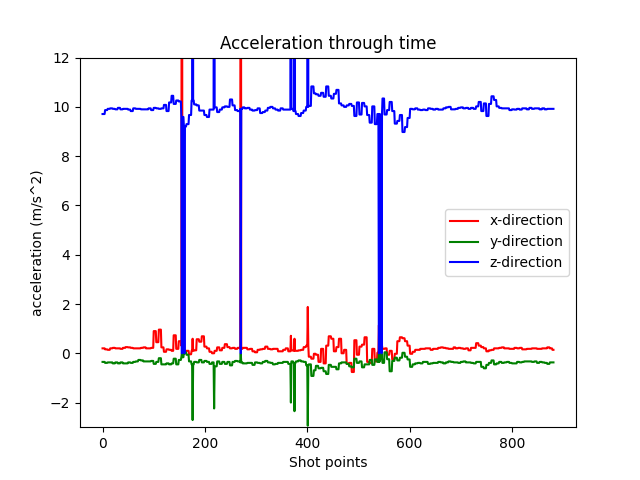 Acceleration through time
12
10
8
6
4
2
0
−2
acceleration (m/s^2)
x-direction
y-direction
z-direction
0
200
400
600
800
Shot points